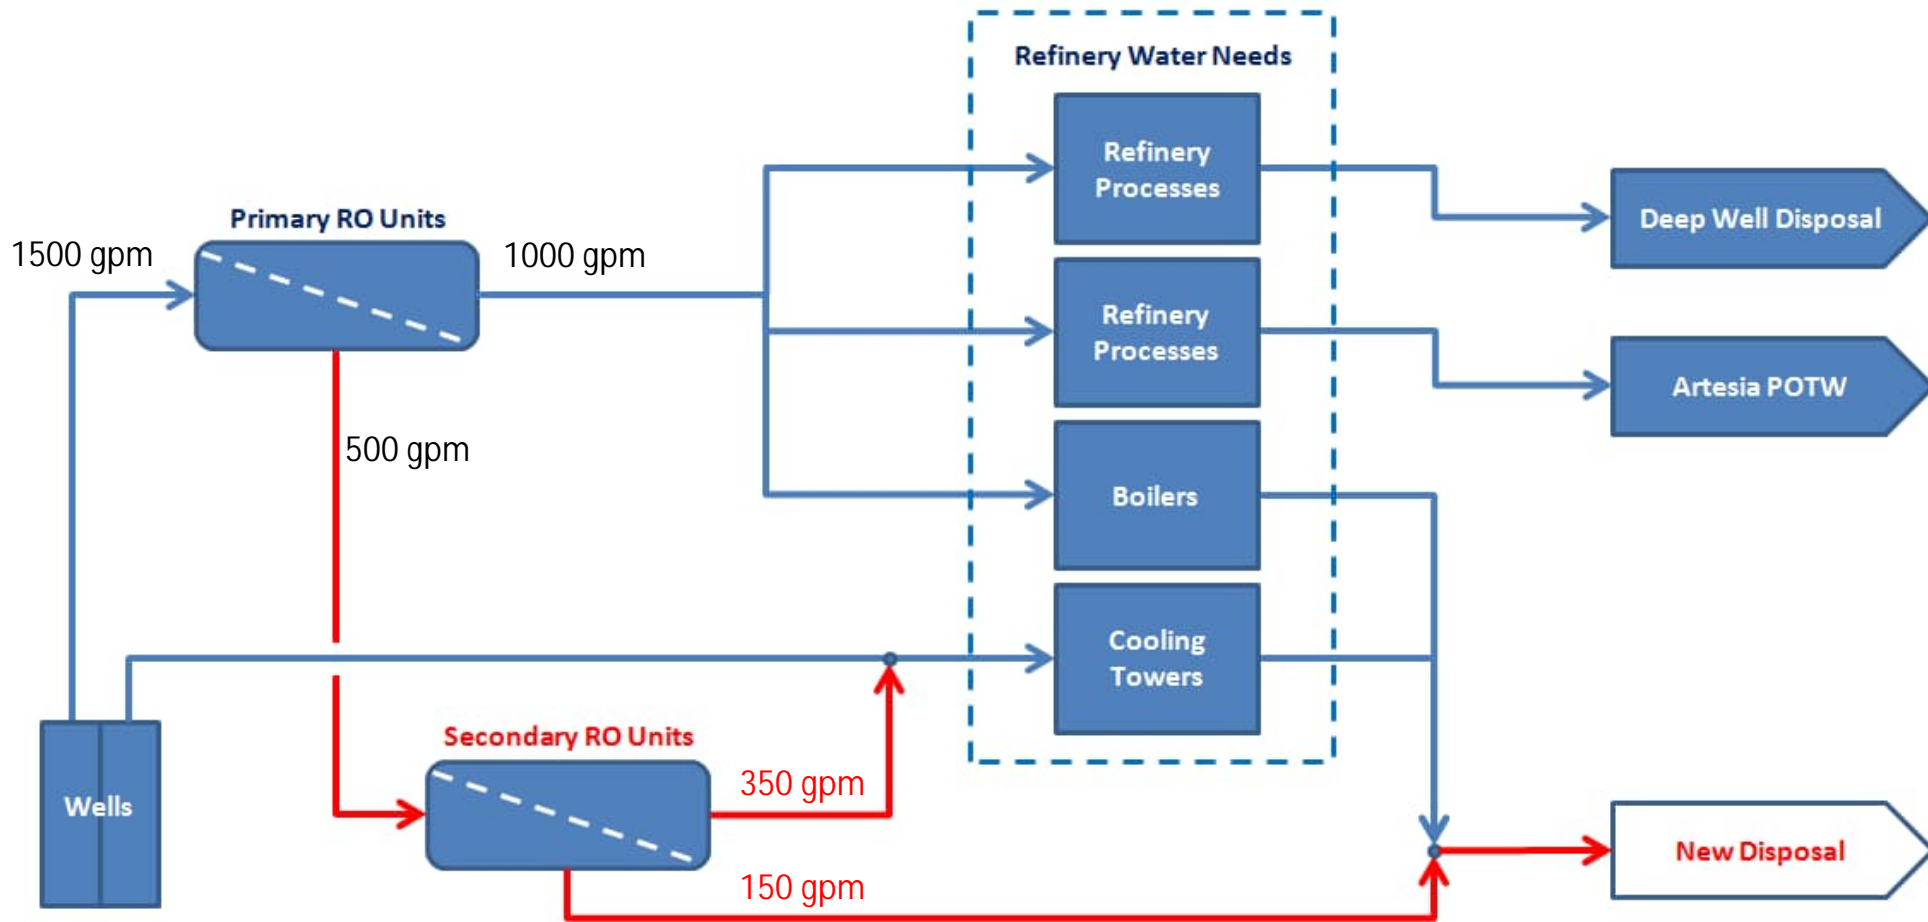 Refinery Water Needs
Refinery
Processes
Primary RO Units
Deep Well Disposal
1500 gpm
1000 gpm
Refinery
Processes
Artesia POTW
500 gpm
Boilers
Cooling
Towers
Secondary RO Units
350 gpm
Wells
New Disposal
150 gpm